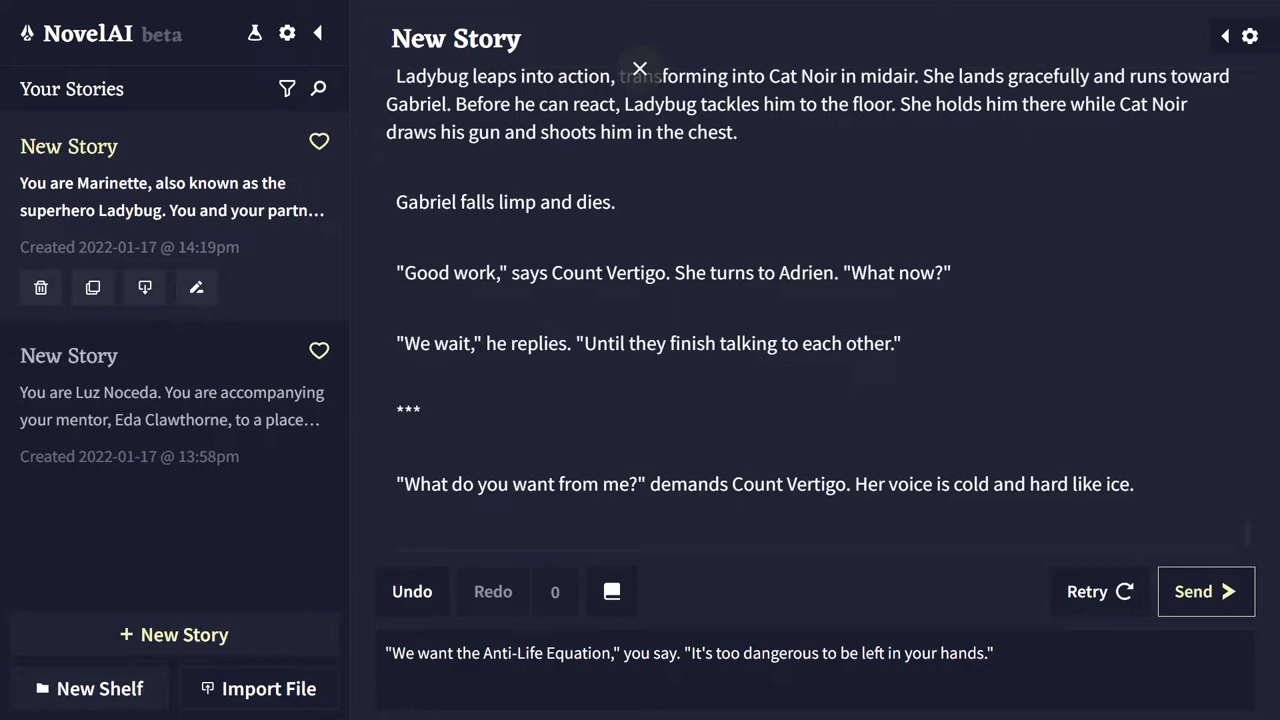 NovelAI beta
Your Stories
New Story
You are Marinette, also known as the
superhero Ladybug. You and your partn...
Created 2022-01-17 @ 14:19pm
New Story
You are Luz Noceda. You are accompanying
your mentor, Eda Clawthorne, to a place...
Created 2022-01-17 @ 13:58pm
+ New Story
New Shelf
Import File
New Story
Ladybug leaps into action, transforming into Cat Noir in midair. She lands gracefully and runs toward
Gabriel. Before he can react, Ladybug tackles him to the floor. She holds him there while Cat Noir
draws his gun and shoots him in the chest.
Gabriel falls limp and dies.
"Good work," says Count Vertigo. She turns to Adrien. "What now?"
"We wait," he replies. "Until they finish talking to each other."
***
"What do you want from me?" demands Count Vertigo. Her voice is cold and hard like ice.
Undo
Redo
0
Retry
Send
"We want the Anti-Life Equation," you say. "It's too dangerous to be left in your hands."